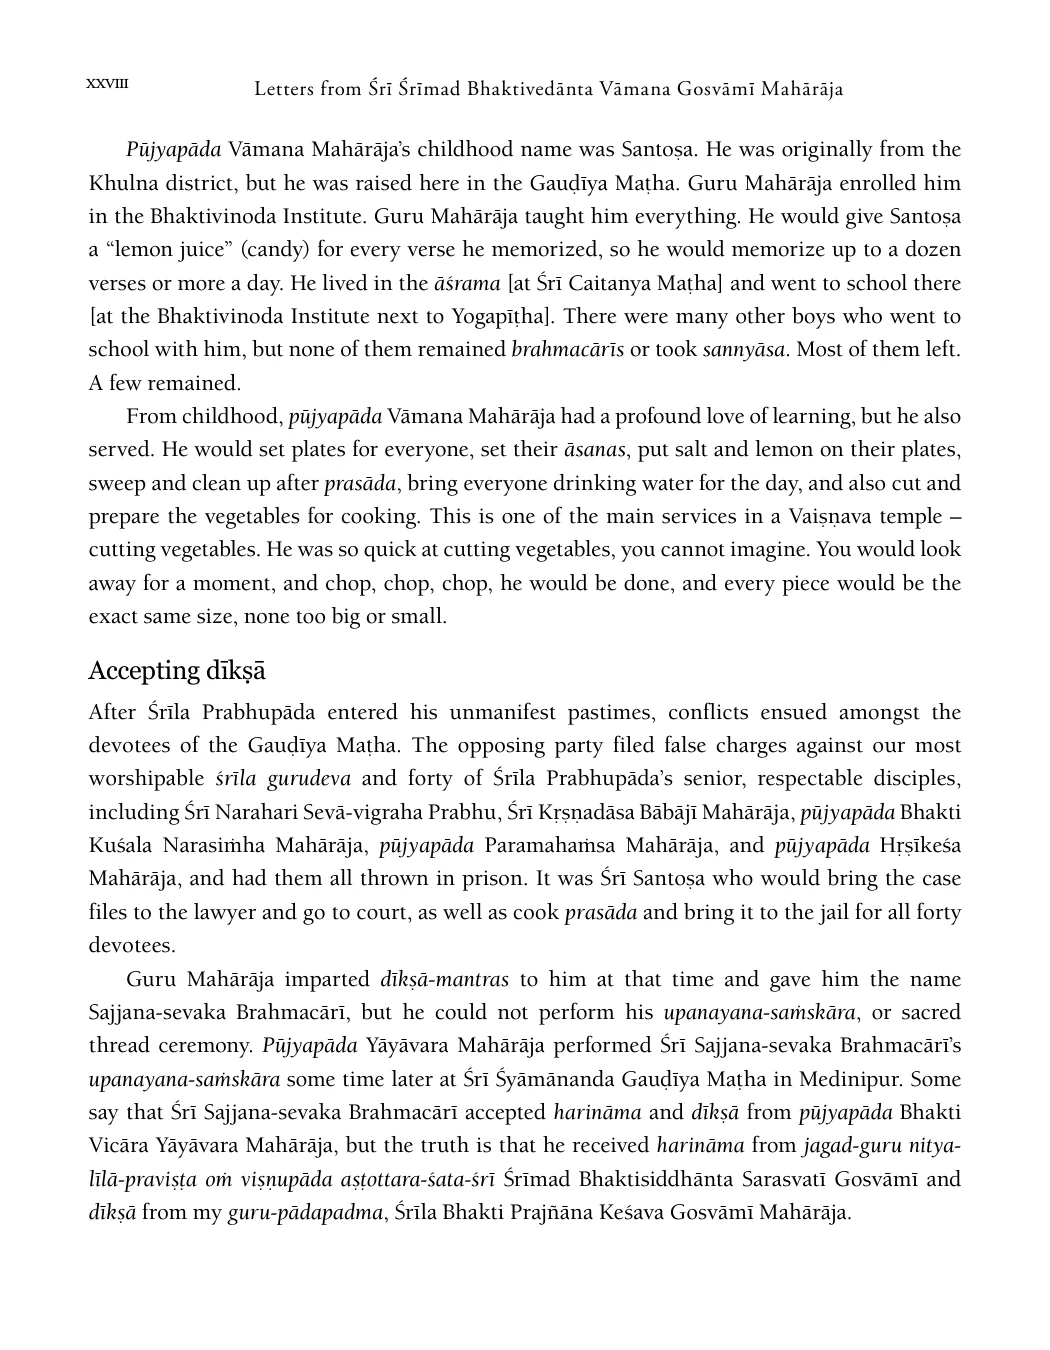 XXVIII
Letters from Śrī Śrīmad Bhaktivedānta Vāmana Gosvāmī Mahārāja
Pūjyapāda Vāmana Mahārāja's childhood name was Santoṣa. He was originally from the
Khulna district, but he was raised here in the Gauḍīya Maṭha. Guru Mahārāja enrolled him
in the Bhaktivinoda Institute. Guru Mahārāja taught him everything. He would give Santoṣa
a “lemon juice” (candy) for every verse he memorized, so he would memorize up to a dozen
verses or more a day. He lived in the āśrama [at Śrī Caitanya Maṭha] and went to school there
[at the Bhaktivinoda Institute next to Yogapīṭha]. There were many other boys who went to
school with him, but none of them remained brahmacārīs or took sannyāsa. Most of them left.
A few remained.
From childhood, pūjyapāda Vāmana Mahārāja had a profound love of learning, but he also
served. He would set plates for everyone, set their āsanas, put salt and lemon on their plates,
sweep and clean up after prasāda, bring everyone drinking water for the day, and also cut and
prepare the vegetables for cooking. This is one of the main services in a Vaiṣṇava temple –
cutting vegetables. He was so quick at cutting vegetables, you cannot imagine. You would look
away for a moment, and chop, chop, chop, he would be done, and every piece would be the
exact same size, none too big or small.
Accepting dīkṣā
After Śrīla Prabhupāda entered his unmanifest pastimes, conflicts ensued amongst the
devotees of the Gauḍīya Maṭha. The opposing party filed false charges against our most
worshipable śrīla gurudeva and forty of Śrīla Prabhupāda's senior, respectable disciples,
including Śrī Narahari Sevā-vigraha Prabhu, Śrī Kṛṣṇadāsa Bābājī Mahārāja, pūjyapāda Bhakti
Kuśala Narasiṁha Mahārāja, pūjyapāda Paramahaṁsa Mahārāja, and pūjyapāda Hṛṣīkeśa
Mahārāja, and had them all thrown in prison. It was Śrī Santoṣa who would bring the case
files to the lawyer and go to court, as well as cook prasāda and bring it to the jail for all forty
devotees.
Guru Mahārāja imparted dīkṣā-mantras to him at that time and gave him the name
Sajjana-sevaka Brahmacārī, but he could not perform his upanayana-saṁskāra, or sacred
thread ceremony. Pūjyapāda Yāyāvara Mahārāja performed Śrī Sajjana-sevaka Brahmacārī's
upanayana-saṁskāra some time later at Śrī Śyāmānanda Gauḍīya Maṭha in Medinipur. Some
say that Śrī Sajjana-sevaka Brahmacārī accepted harināma and dīkṣā from pūjyapāda Bhakti
Vicāra Yāyāvara Mahārāja, but the truth is that he received harināma from jagad-guru nitya-
līlā-praviṣṭa oṁ viṣṇupāda aṣṭottara-śata-śrī Śrīmad Bhaktisiddhānta Sarasvatī Gosvāmī and
dīkṣā from my guru-pādapadma, Śrīla Bhakti Prajñāna Keśava Gosvāmī Mahārāja.